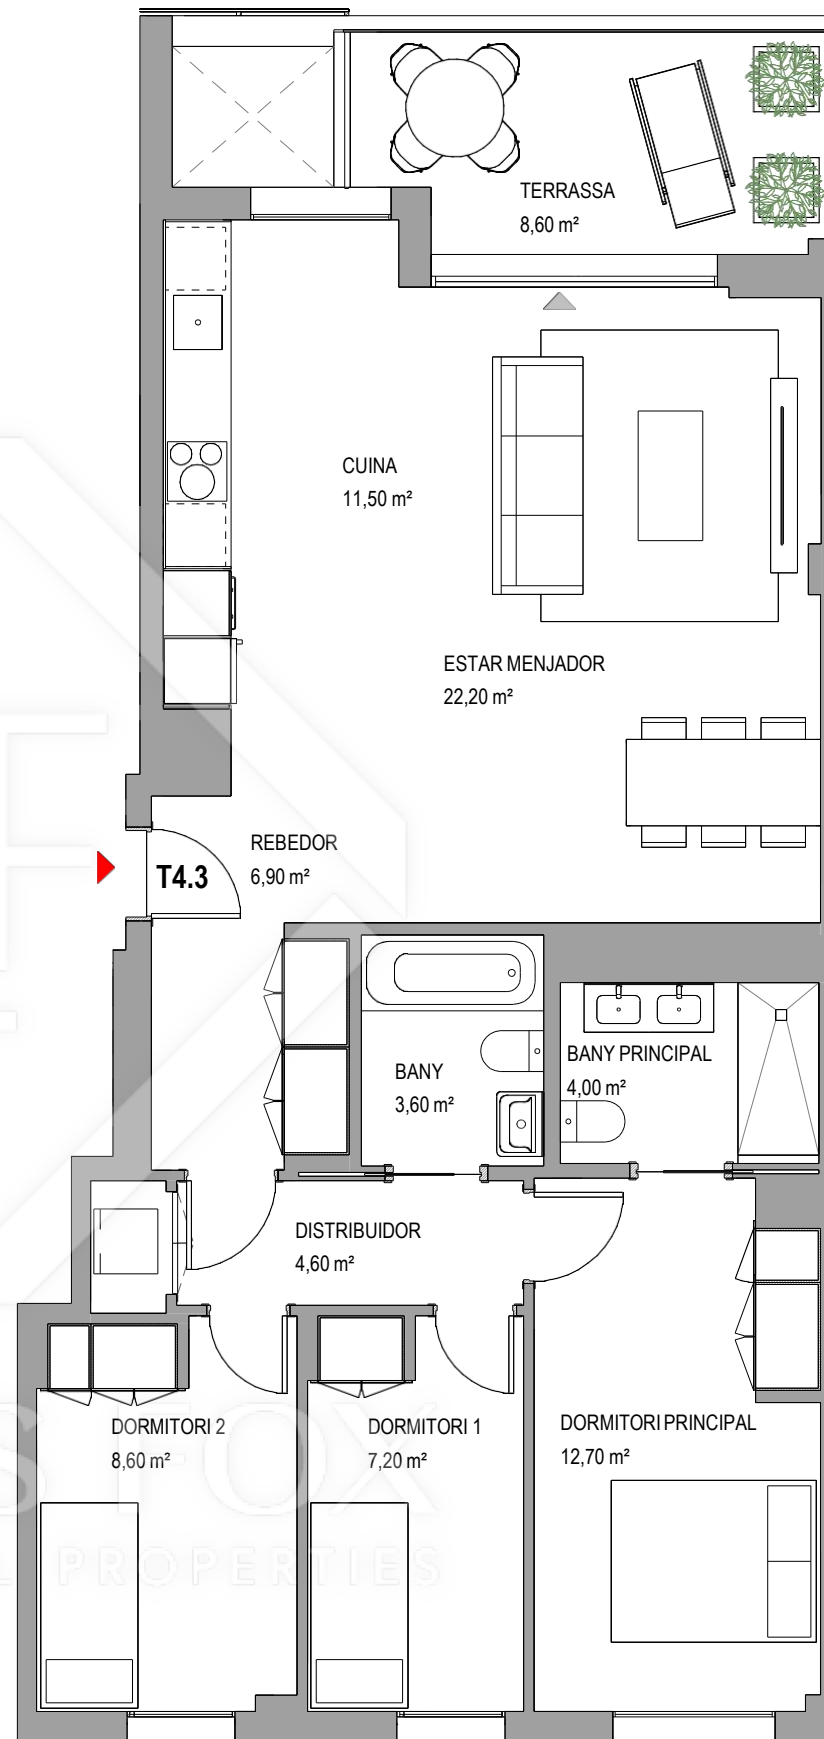 TERRASSA
8,60 m²
CUINA
11,50 m²
ESTAR MENJADOR
22,20 m²
REBEDOR
6,90 m²
T4.3
BANY
3,60 m²
BANY PRINCIPAL
4,00 m²
DISTRIBUIDOR
4,60 m²
DORMITORI 2
8,60 m²
DORMITORI 1
7,20 m²
DORMITORI PRINCIPAL
12,70 m²
S FOX
L PROPERTIES